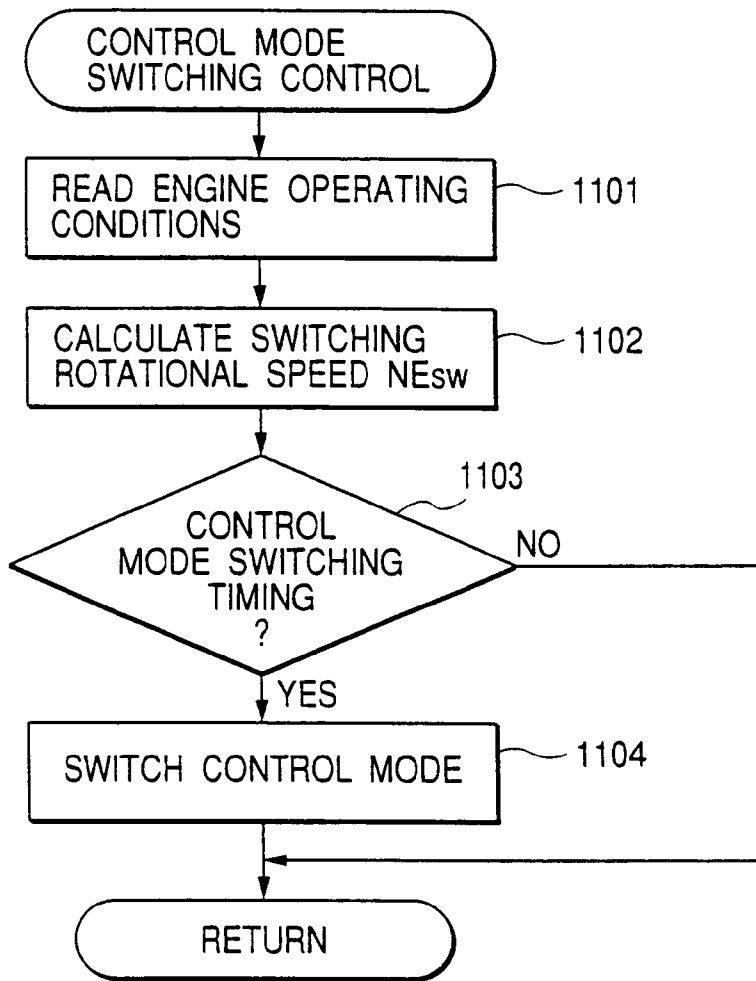 CONTROL MODE
SWITCHING CONTROL
READ ENGINE OPERATING
CONDITIONS
1101
CALCULATE SWITCHING
ROTATIONAL SPEED NEsw
1102
1103
CONTROL
MODE SWITCHING
TIMING
?
NO
YES
SWITCH CONTROL MODE
1104
RETURN